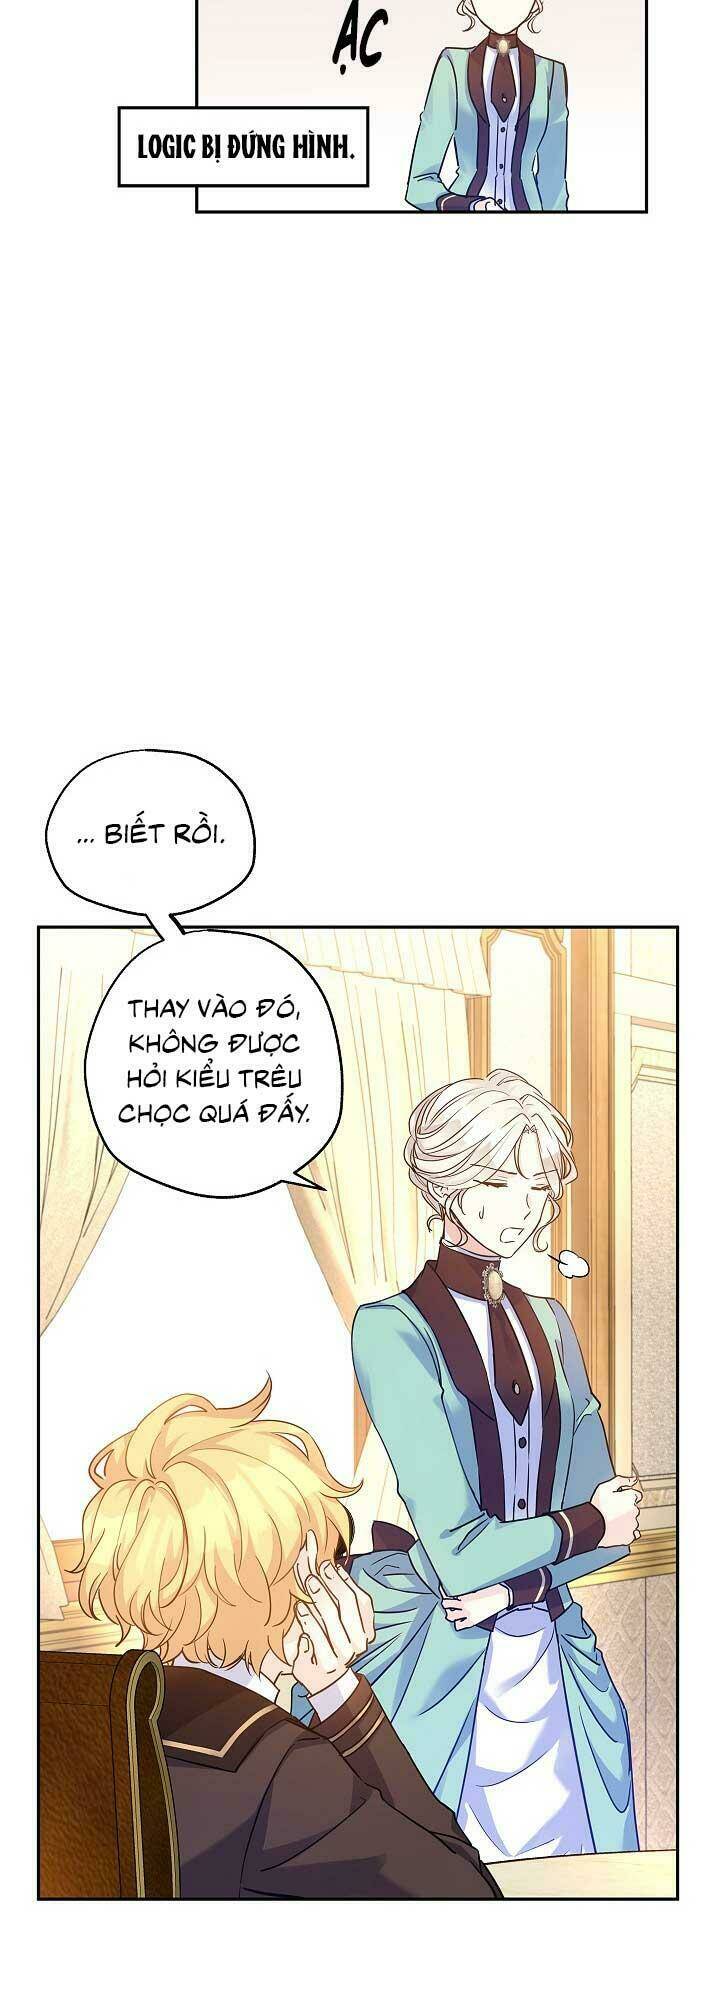 ẠC
LOGIC BỊ ĐỨNG HÌNH.
... BIẾT RỒI.
THAY VÀO ĐÓ,
KHÔNG ĐƯỢC
HỎI KIỂU TRÊU
CHỌC QUÁ ĐẤY.